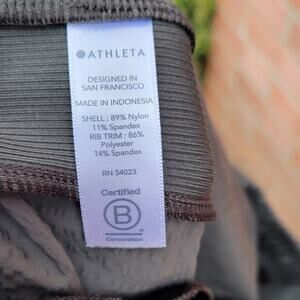 ATHLETA
DESIGNED IN
SAN FRANCISCO
MADE IN INDONESIA
SHELL : 89% Nylon
11% Spandex
RIB TRIM : 86%
Polyester
14% Spandex
RN 54023
Certified
B
Corporation